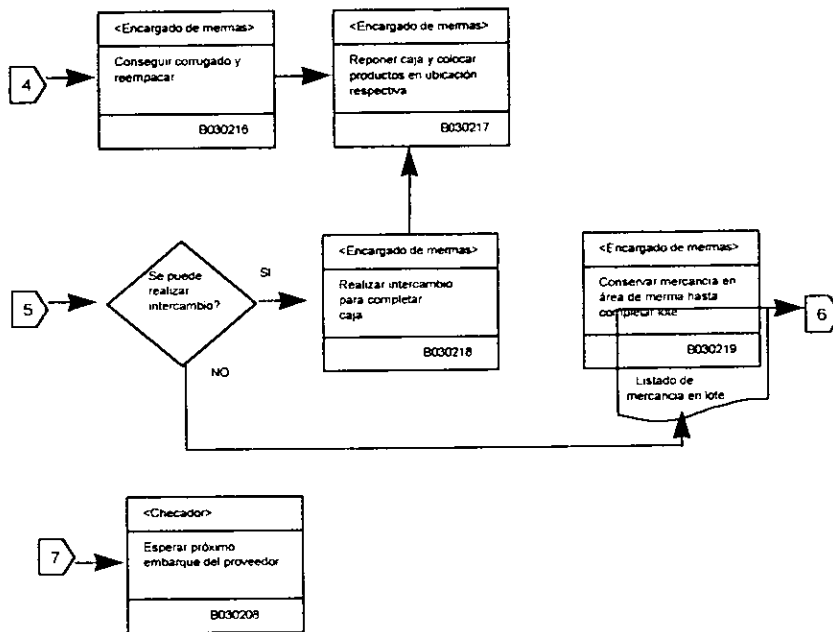 <Encargado de mermas>
Conseguir corrugado y
reempacar
B030216
<Encargado de mermas>
Reponer caja y colocar
productos en ubicación
respectiva
B030217
4
5
Se puede
realizar
intercambio?
SI
NO
<Encargado de mermas>
Realizar intercambio
para completar
caja
B030218
<Encargado de mermas>
Conservar mercancia en
área de merma hasta
completar lote
B030219
Listado de
mercancia en lote
6
7
<Checador>
Esperar próximo
embarque del proveedor
B030208